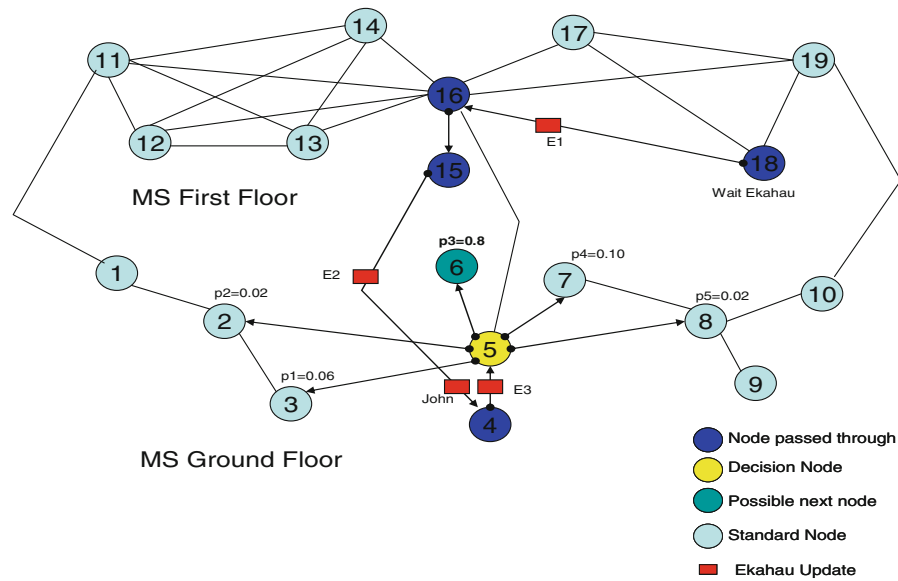 14
17
11
19
16
E1
12
13
15
18
MS First Floor
Wait Ekahau
p3=0.8
p4=0.10
E2
6
1
7
p2=0.02
p5=0.02
10
2
8
5
p1=0.06
9
3
John
E3
4
MS Ground Floor
Node passed through
Decision Node
Possible next node
Standard Node
Ekahau Update